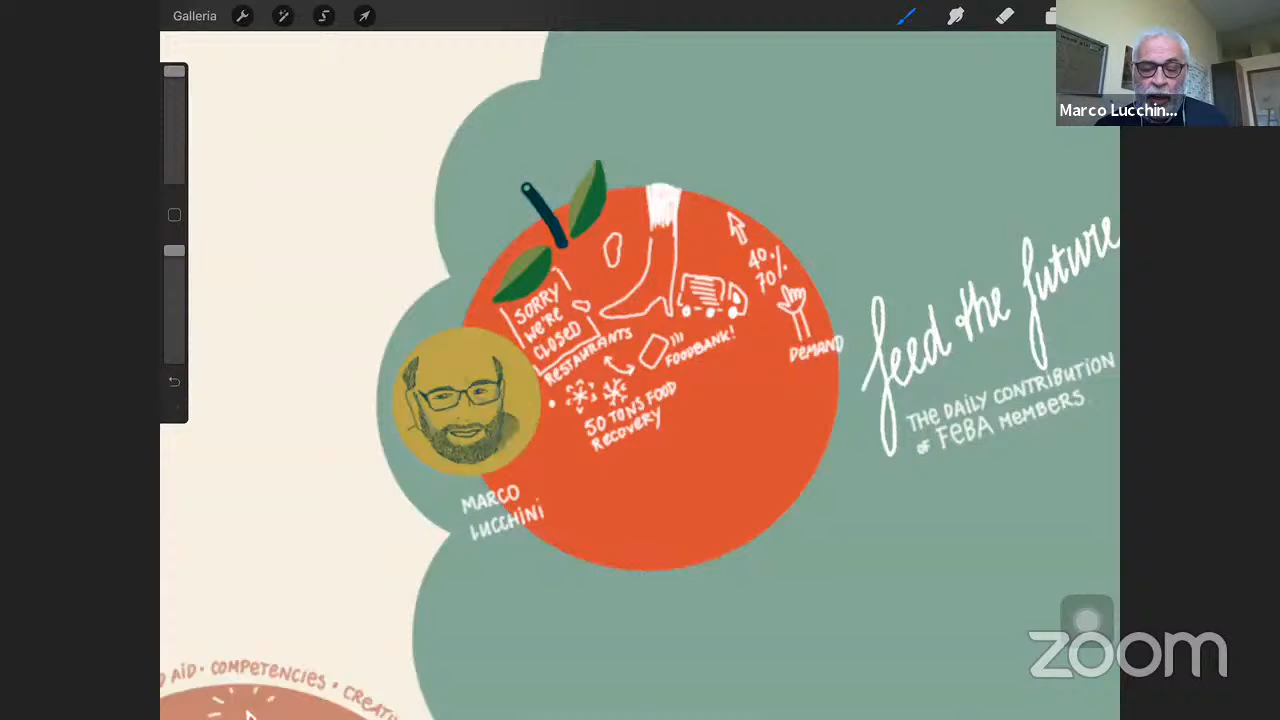 Galleria
Marco Lucchin...
SORRY
WE'RE
CLOSED
RESTAURANTS
FOODBANK!
50 TONS FOOD
RECOVERY
40%
70%
DEMAND
feed the future
THE DAILY CONTRIBUTION
OF FEBA MEMBERS
MARCO
LUCCHINI
AID • COMPETENCIES • CREATI
zoom